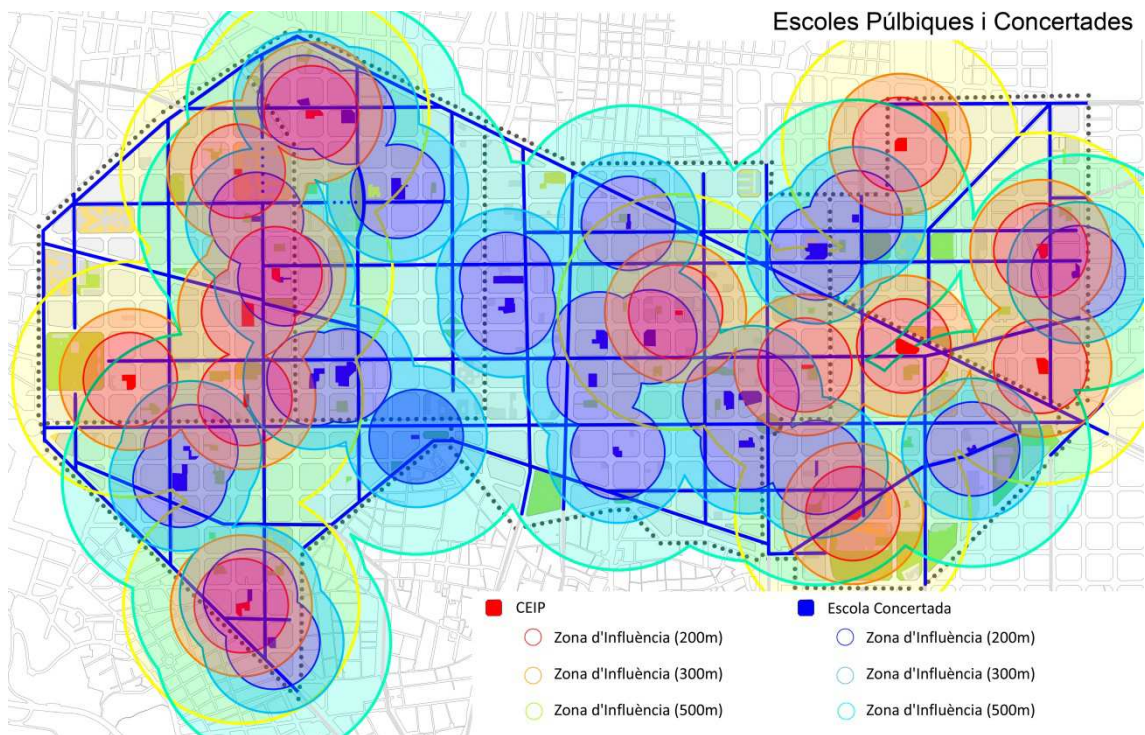 Escoles Púlbiques i Concertades
CEIP
Zona d'Influència (200m)
Zona d'Influència (300m)
Zona d'Influència (500m)
Escola Concertada
Zona d'Influència (200m)
Zona d'Influència (300m)
Zona d'Influència (500m)